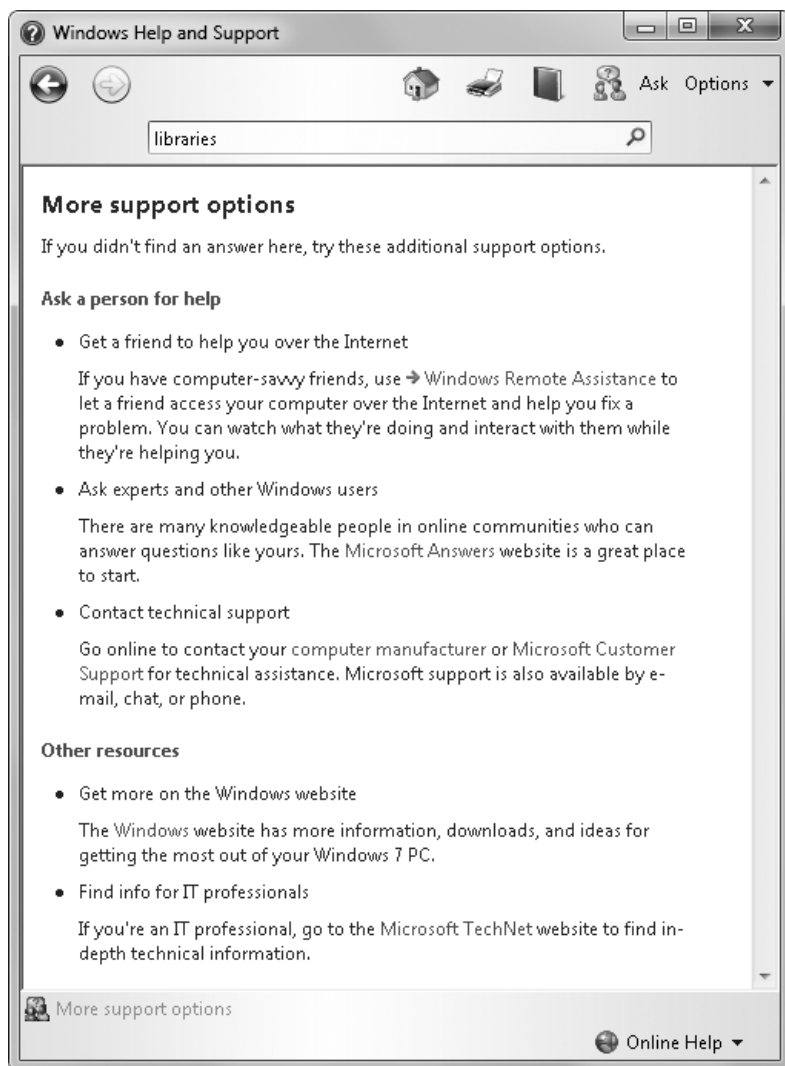 Windows Help and Support
Ask Options
libraries
More support options
If you didn't find an answer here, try these additional support options.
Ask a person for help
• Get a friend to help you over the Internet
If you have computer-savvy friends, use → Windows Remote Assistance to
let a friend access your computer over the Internet and help you fix a
problem. You can watch what they're doing and interact with them while
they're helping you.
• Ask experts and other Windows users
There are many knowledgeable people in online communities who can
answer questions like yours. The Microsoft Answers website is a great place
to start.
• Contact technical support
Go online to contact your computer manufacturer or Microsoft Customer
Support for technical assistance. Microsoft support is also available by e-
mail, chat, or phone.
Other resources
• Get more on the Windows website
The Windows website has more information, downloads, and ideas for
getting the most out of your Windows 7 PC.
• Find info for IT professionals
If you're an IT professional, go to the Microsoft TechNet website to find in-
depth technical information.
More support options
Online Help